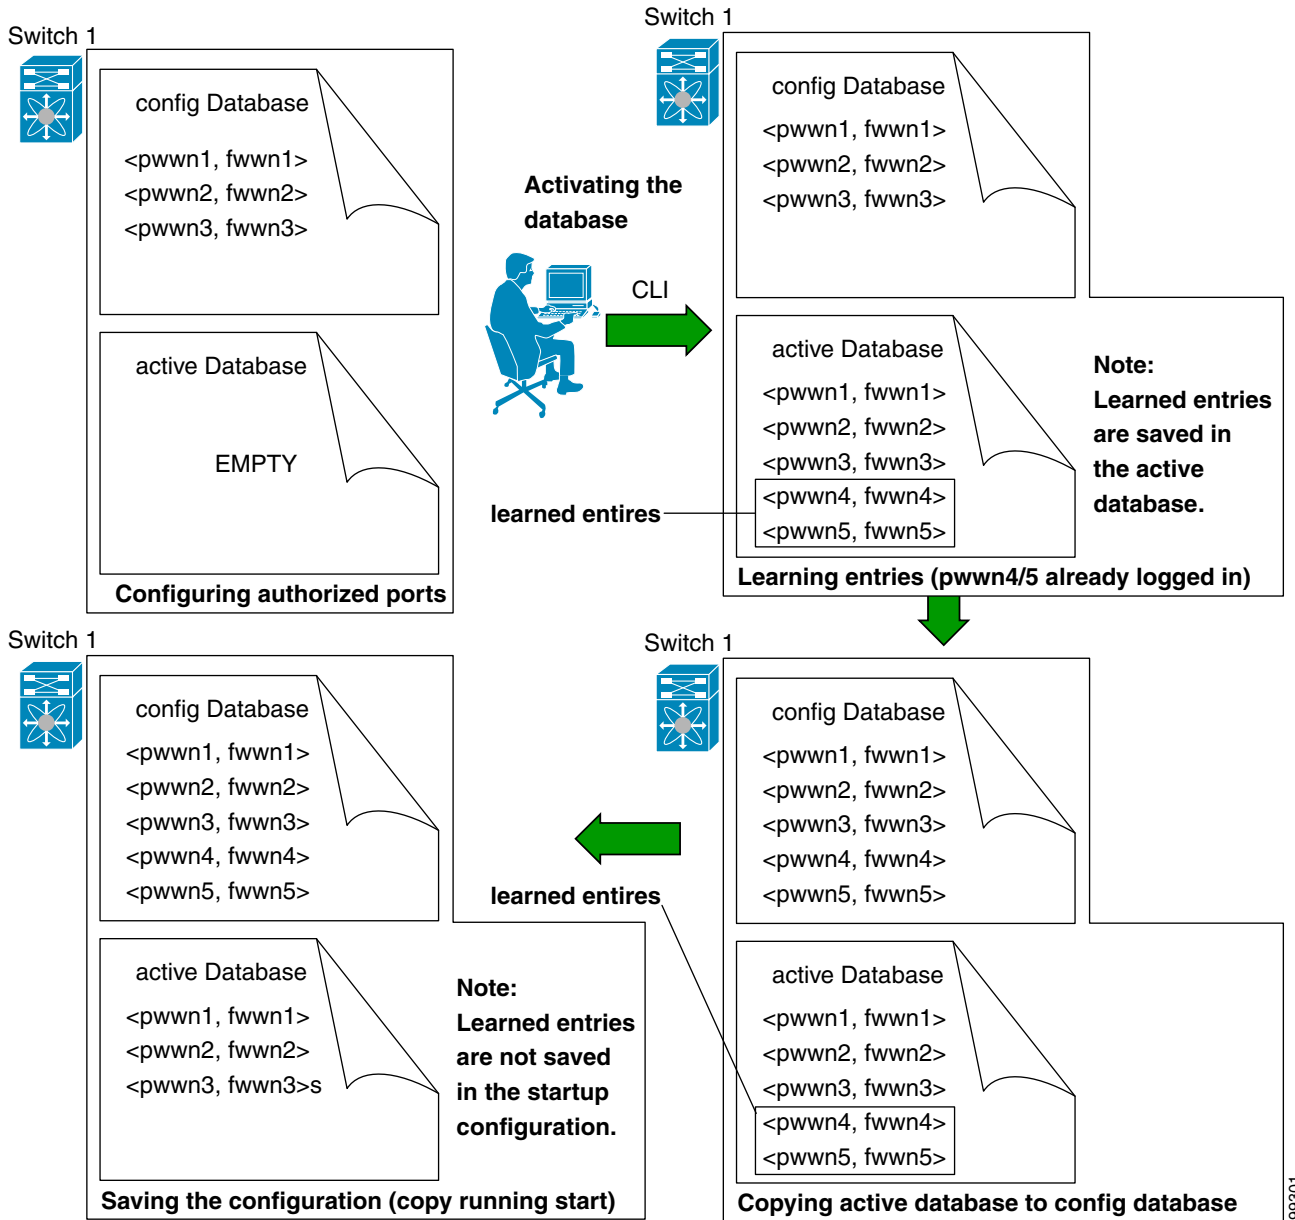 Switch 1
config Database
<pwwn1, fwwn1>
<pwwn2, fwwn2>
<pwwn3, fwwn3>
active Database
EMPTY
Configuring authorized ports
Activating the
database
CLI
Switch 1
config Database
<pwwn1, fwwn1>
<pwwn2, fwwn2>
<pwwn3, fwwn3>
active Database
<pwwn1, fwwn1>
<pwwn2, fwwn2>
<pwwn3, fwwn3>
<pwwn4, fwwn4>
<pwwn5, fwwn5>
learned entires
Note:
Learned entries
are saved in
the active
database.
Learning entries (pwwn4/5 already logged in)
Switch 1
config Database
<pwwn1, fwwn1>
<pwwn2, fwwn2>
<pwwn3, fwwn3>
<pwwn4, fwwn4>
<pwwn5, fwwn5>
active Database
<pwwn1, fwwn1>
<pwwn2, fwwn2>
<pwwn3, fwwn3>s
Note:
Learned entries
are not saved
in the startup
configuration.
Saving the configuration (copy running start)
Switch 1
config Database
<pwwn1, fwwn1>
<pwwn2, fwwn2>
<pwwn3, fwwn3>
<pwwn4, fwwn4>
<pwwn5, fwwn5>
learned entires
active Database
<pwwn1, fwwn1>
<pwwn2, fwwn2>
<pwwn3, fwwn3>
<pwwn4, fwwn4>
<pwwn5, fwwn5>
Copying active database to config database
99301